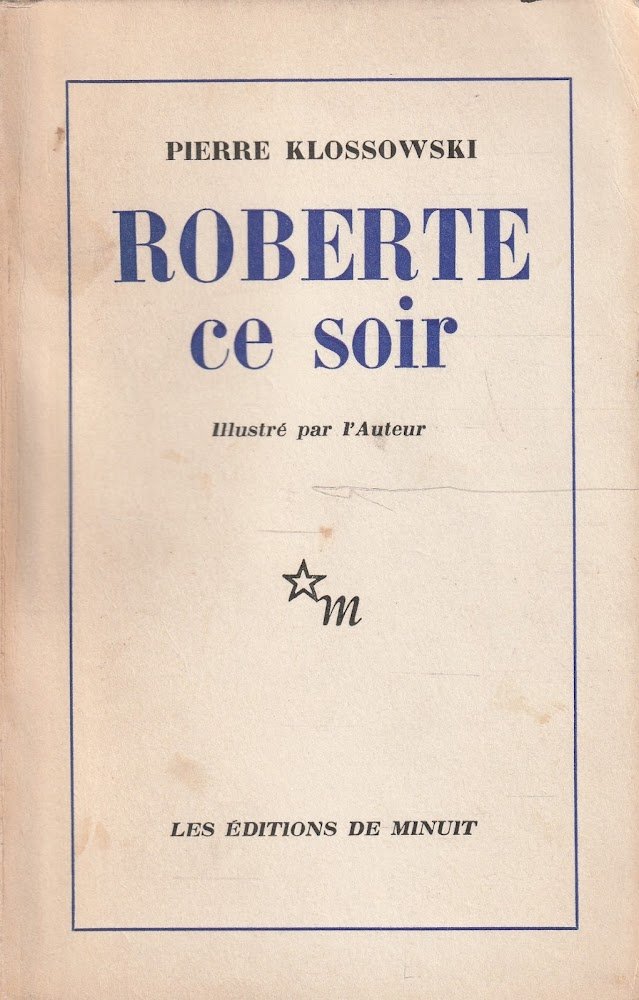 PIERRE KLOSSOWSKI
ROBERTE
ce soir
Illustré par l'Auteur
m
LES ÉDITIONS DE MINUIT